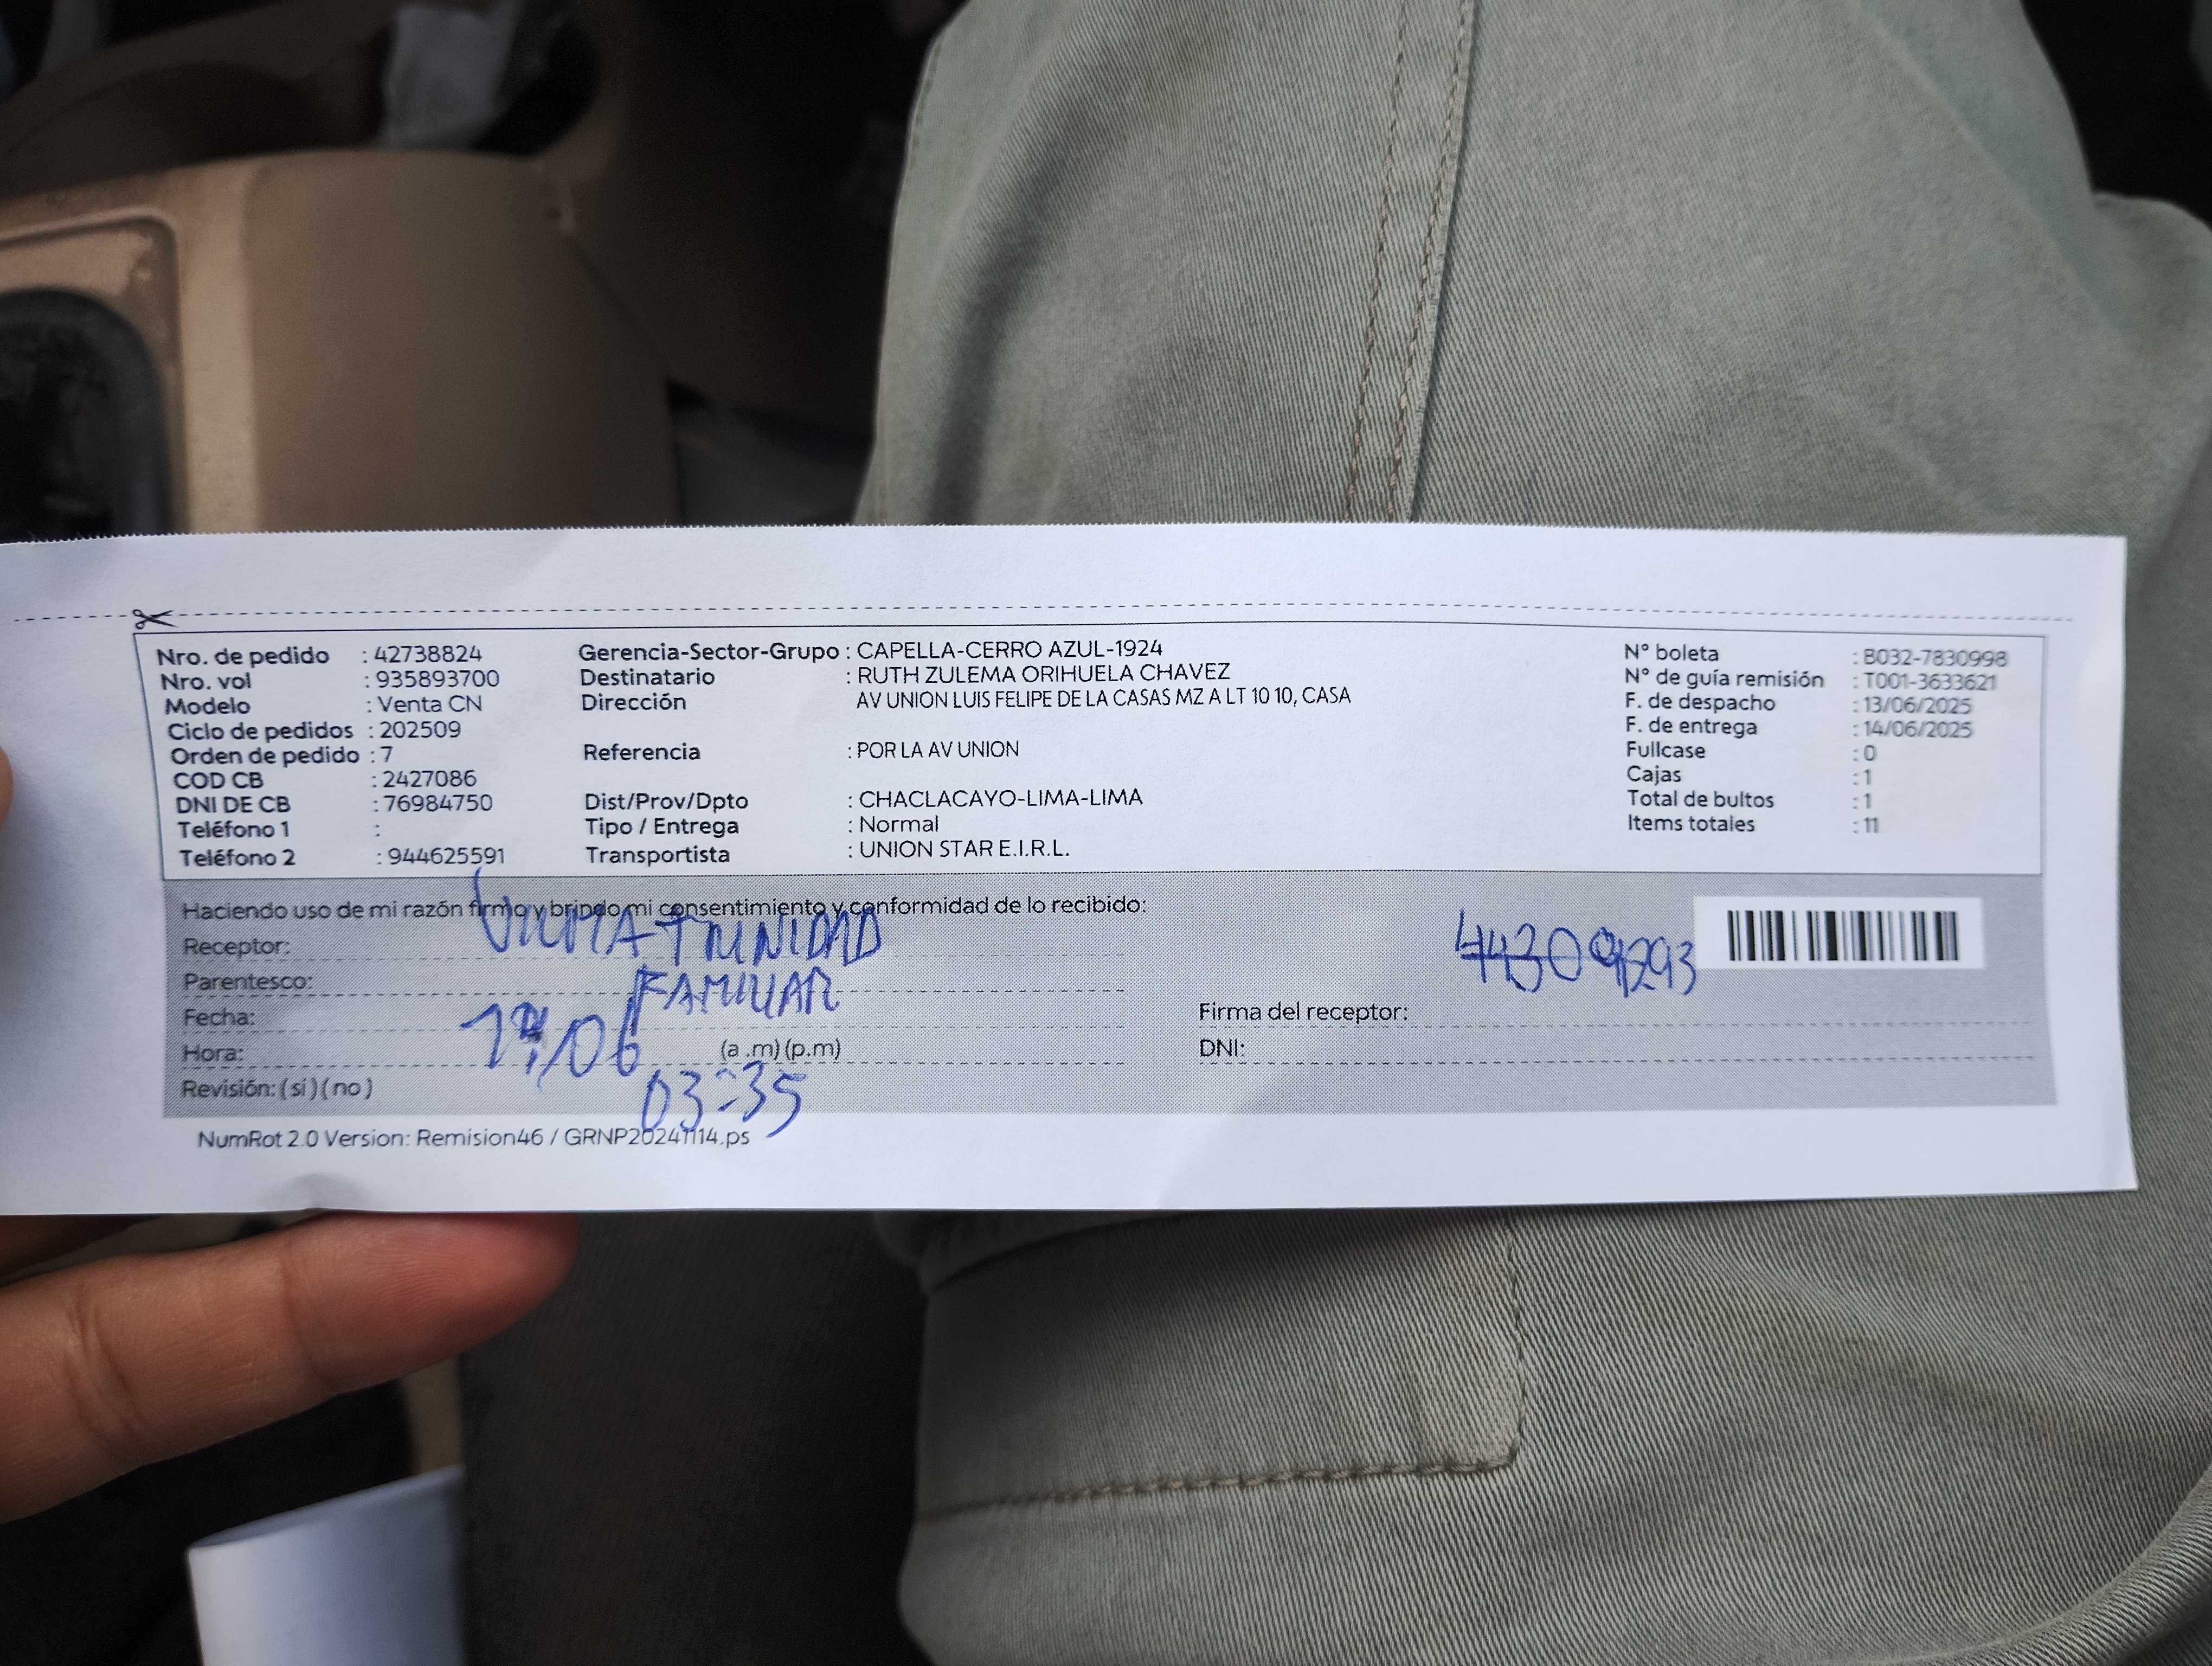 Nro. de pedido : 42738824
Nro. vol : 935893700
Modelo : Venta CN
Ciclo de pedidos : 202509
Orden de pedido : 7
COD CB : 2427086
DNI DE CB : 76984750
Teléfono 1 :
Teléfono 2 : 944625591
Gerencia-Sector-Grupo : CAPELLA-CERRO AZUL-1924
Destinatario : RUTH ZULEMA ORIHUELA CHAVEZ
Dirección AV UNION LUIS FELIPE DE LA CASAS MZ A LT 10 10, CASA
Referencia : POR LA AV UNION
Dist/Prov/Dpto : CHACLACAYO-LIMA-LIMA
Tipo / Entrega : Normal
Transportista : UNION STAR E.I.R.L.
N° boleta : B032-7830998
N° de guía remisión : T001-3633621
F. de despacho : 13/06/2025
F. de entrega : 14/06/2025
Fullcase : 0
Cajas : 1
Total de bultos : 1
Items totales : 11
Haciendo uso de mi razón firmo y brindo mi consentimiento y conformidad de lo recibido:
Receptor: VILMA TRINIDAD
Parentesco: FAMILIAR
Fecha:
Hora: (a .m) (p.m) 03:35
Revisión: ( si ) ( no )
Firma del receptor:
DNI:
NumRot 2.0 Version: Remision46 / GRNP20241114.ps